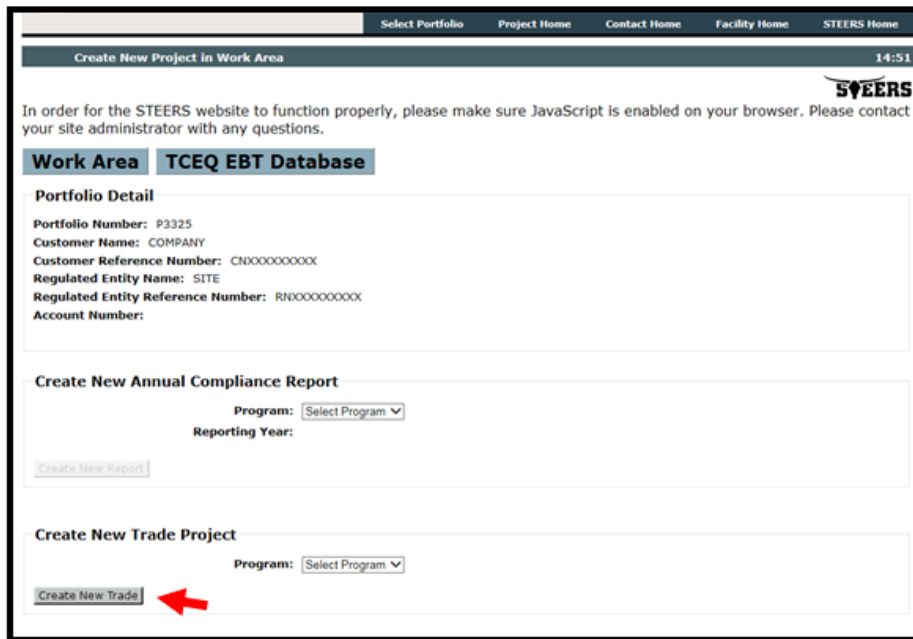 Select Portfolio Project Home Contact Home Facility Home STEERS Home
Create New Project in Work Area 14:51
STEERS
In order for the STEERS website to function properly, please make sure JavaScript is enabled on your browser. Please contact
your site administrator with any questions.
Work Area TCEQ EBT Database
Portfolio Detail
Portfolio Number: P3325
Customer Name: COMPANY
Customer Reference Number: CNXXXXXXXXX
Regulated Entity Name: SITE
Regulated Entity Reference Number: RNXXXXXXXXX
Account Number:
Create New Annual Compliance Report
Program: Select Program
Reporting Year:
Create New Report
Create New Trade Project
Program: Select Program
Create New Trade